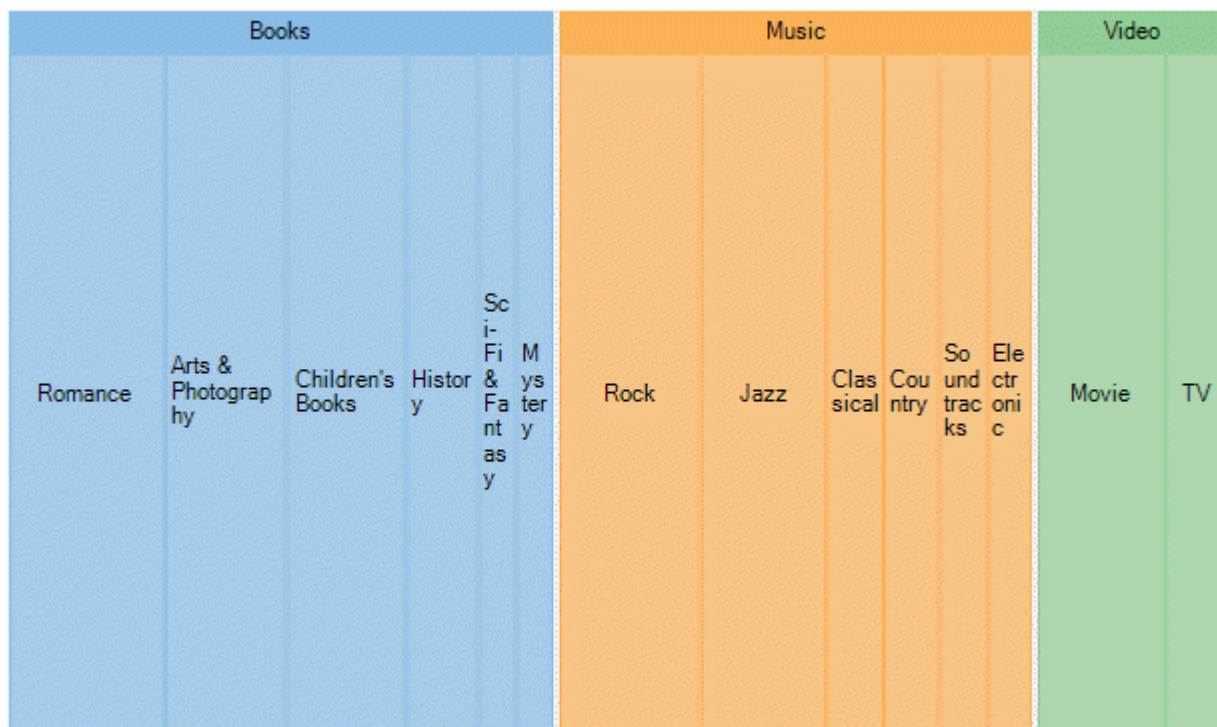 Books
Romance
Arts &
Photograp
hy
Children's
Books
Histor
y
Sc
i-
Fi
&
Fa
nt
as
y
M
ys
ter
y
Music
Rock
Jazz
Clas
sical
Cou
ntry
So
und
trac
ks
Ele
ctr
oni
c
Video
Movie
TV